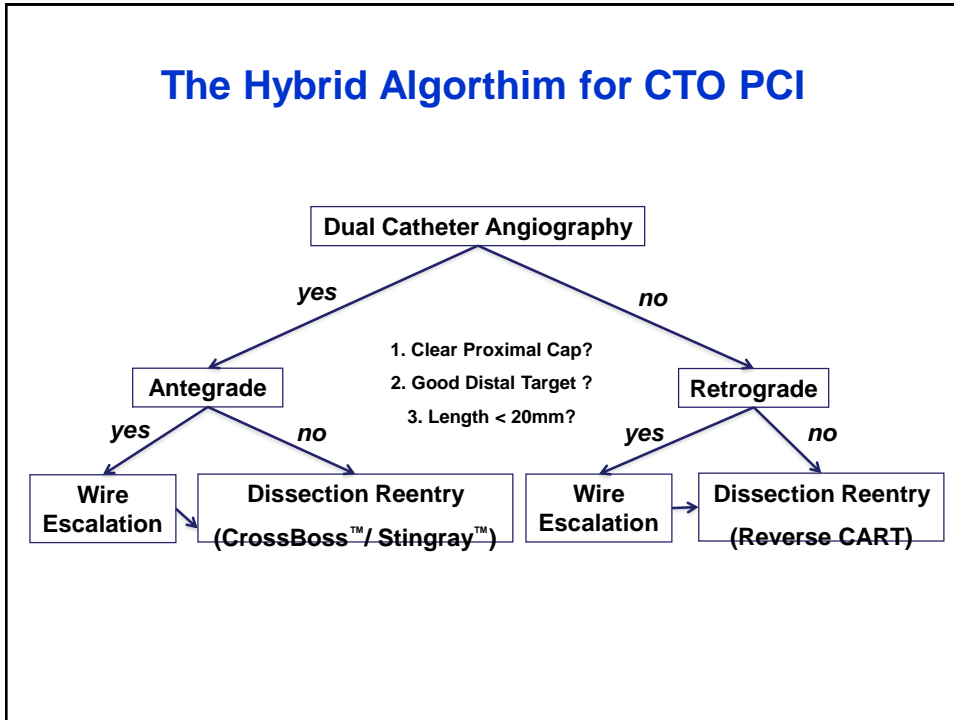 The Hybrid Algorthim for CTO PCI
Dual Catheter Angiography
yes
no
1. Clear Proximal Cap?
2. Good Distal Target ?
3. Length < 20mm?
Antegrade
Retrograde
yes
no
yes
no
Wire
Escalation
Dissection Reentry
(CrossBoss™/ Stingray™)
Wire
Escalation
Dissection Reentry
(Reverse CART)